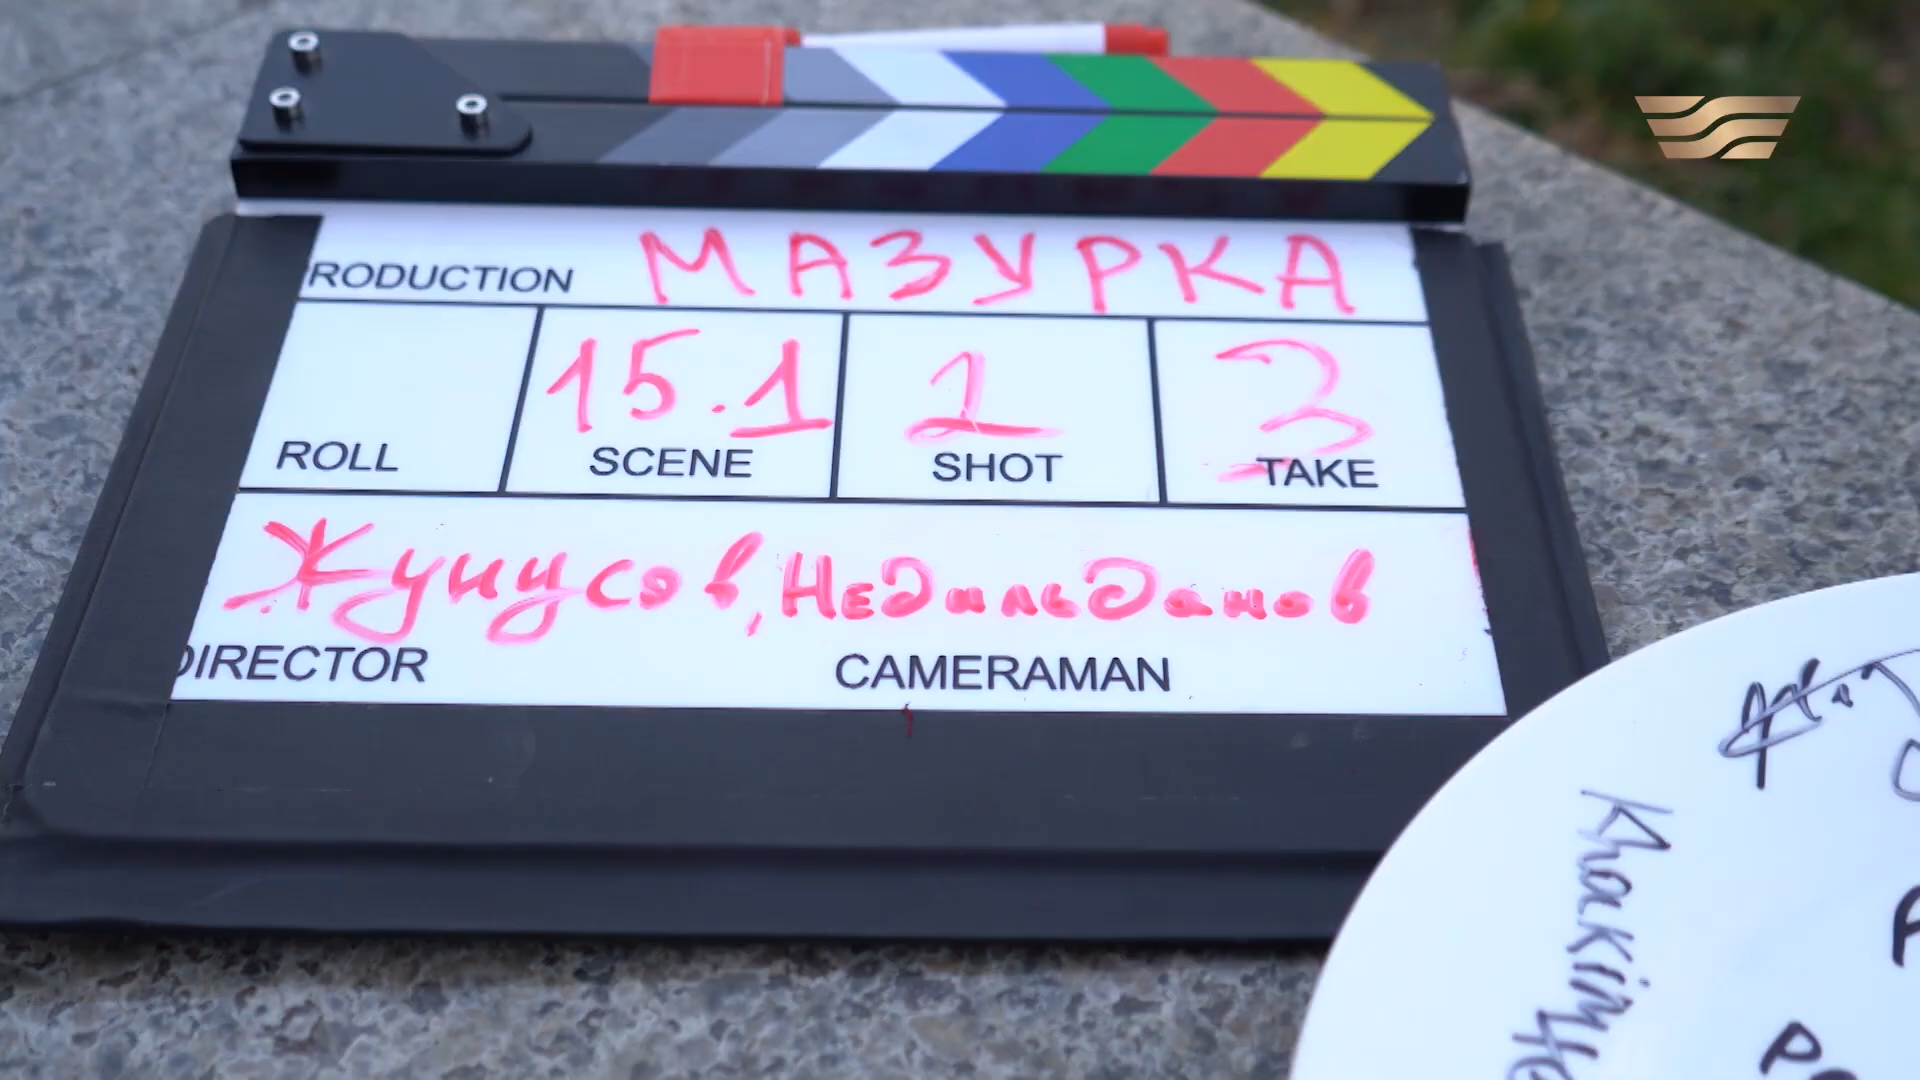 RODUCTION МАЗУРКА
15.1 1 3
ROLL SCENE SHOT TAKE
Жунусов, Недильданов
DIRECTOR CAMERAMAN